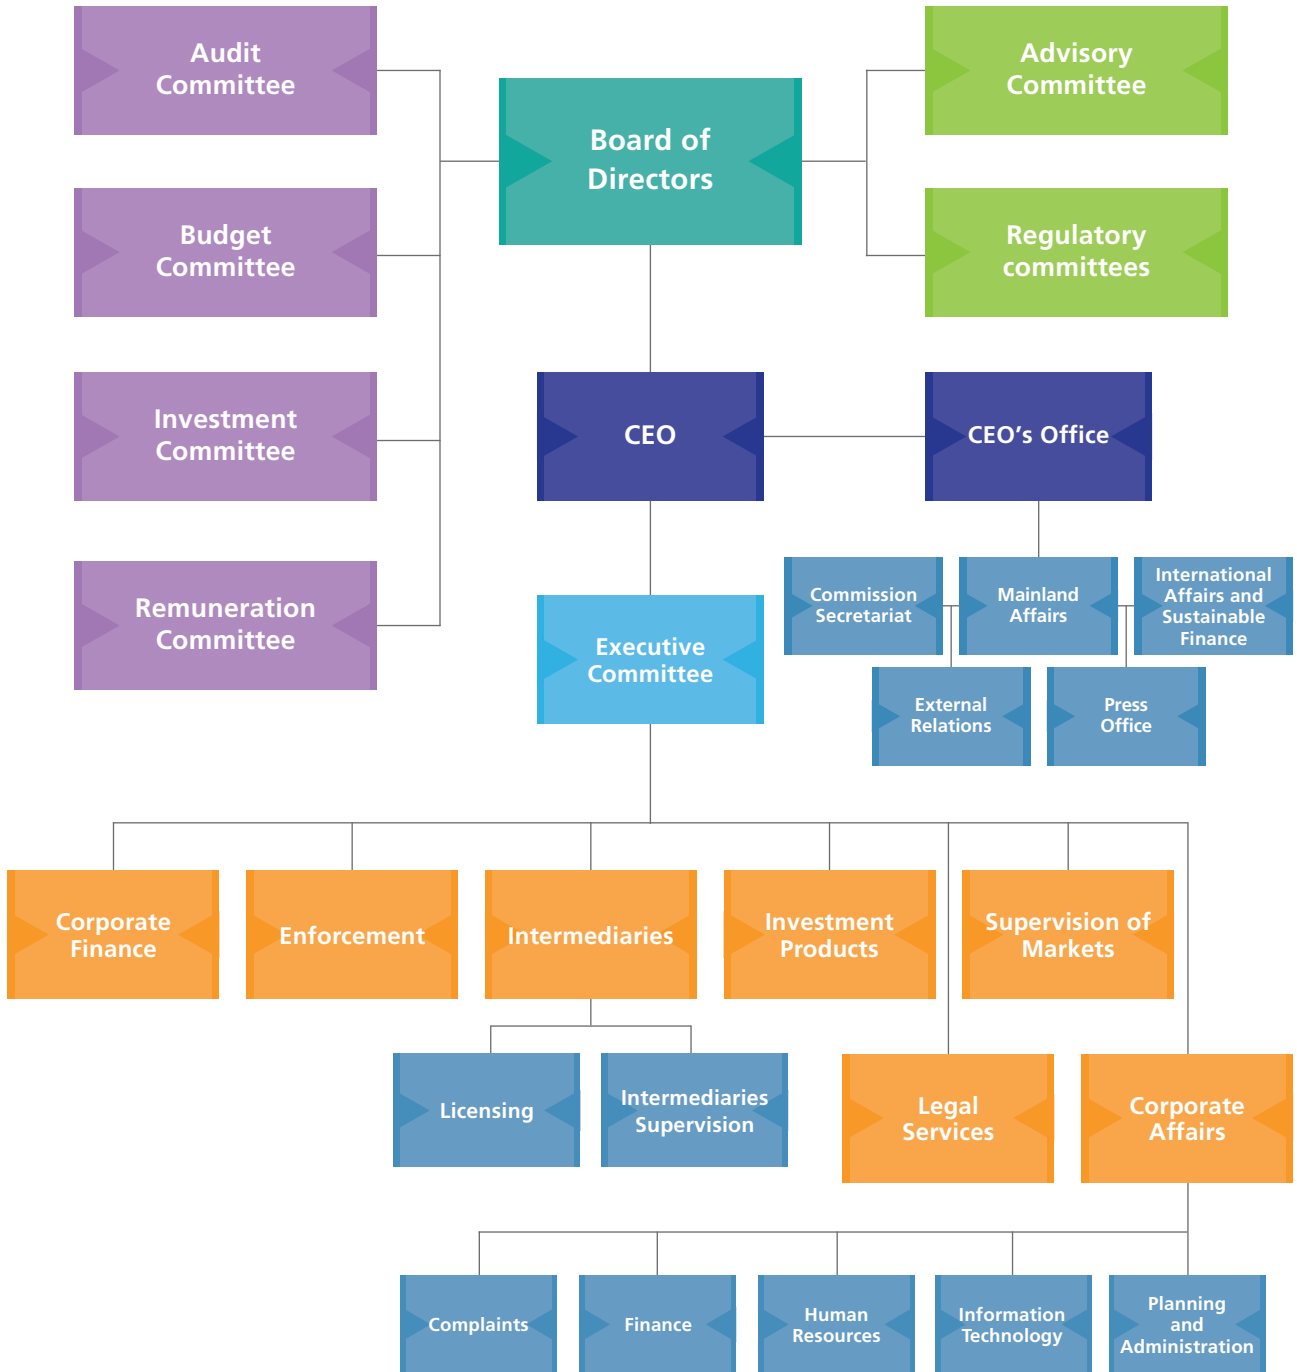 Audit
Committee
Advisory
Committee
Board of
Directors
Budget
Committee
Regulatory
committees
Investment
Committee
CEO
CEO’s Office
Remuneration
Committee
Commission
Secretariat
Mainland
Affairs
International
Affairs and
Sustainable
Finance
Executive
Committee
External
Relations
Press
Office
Corporate
Finance
Enforcement
Intermediaries
Investment
Products
Supervision of
Markets
Licensing
Intermediaries
Supervision
Legal
Services
Corporate
Affairs
Complaints
Finance
Human
Resources
Information
Technology
Planning
and
Administration